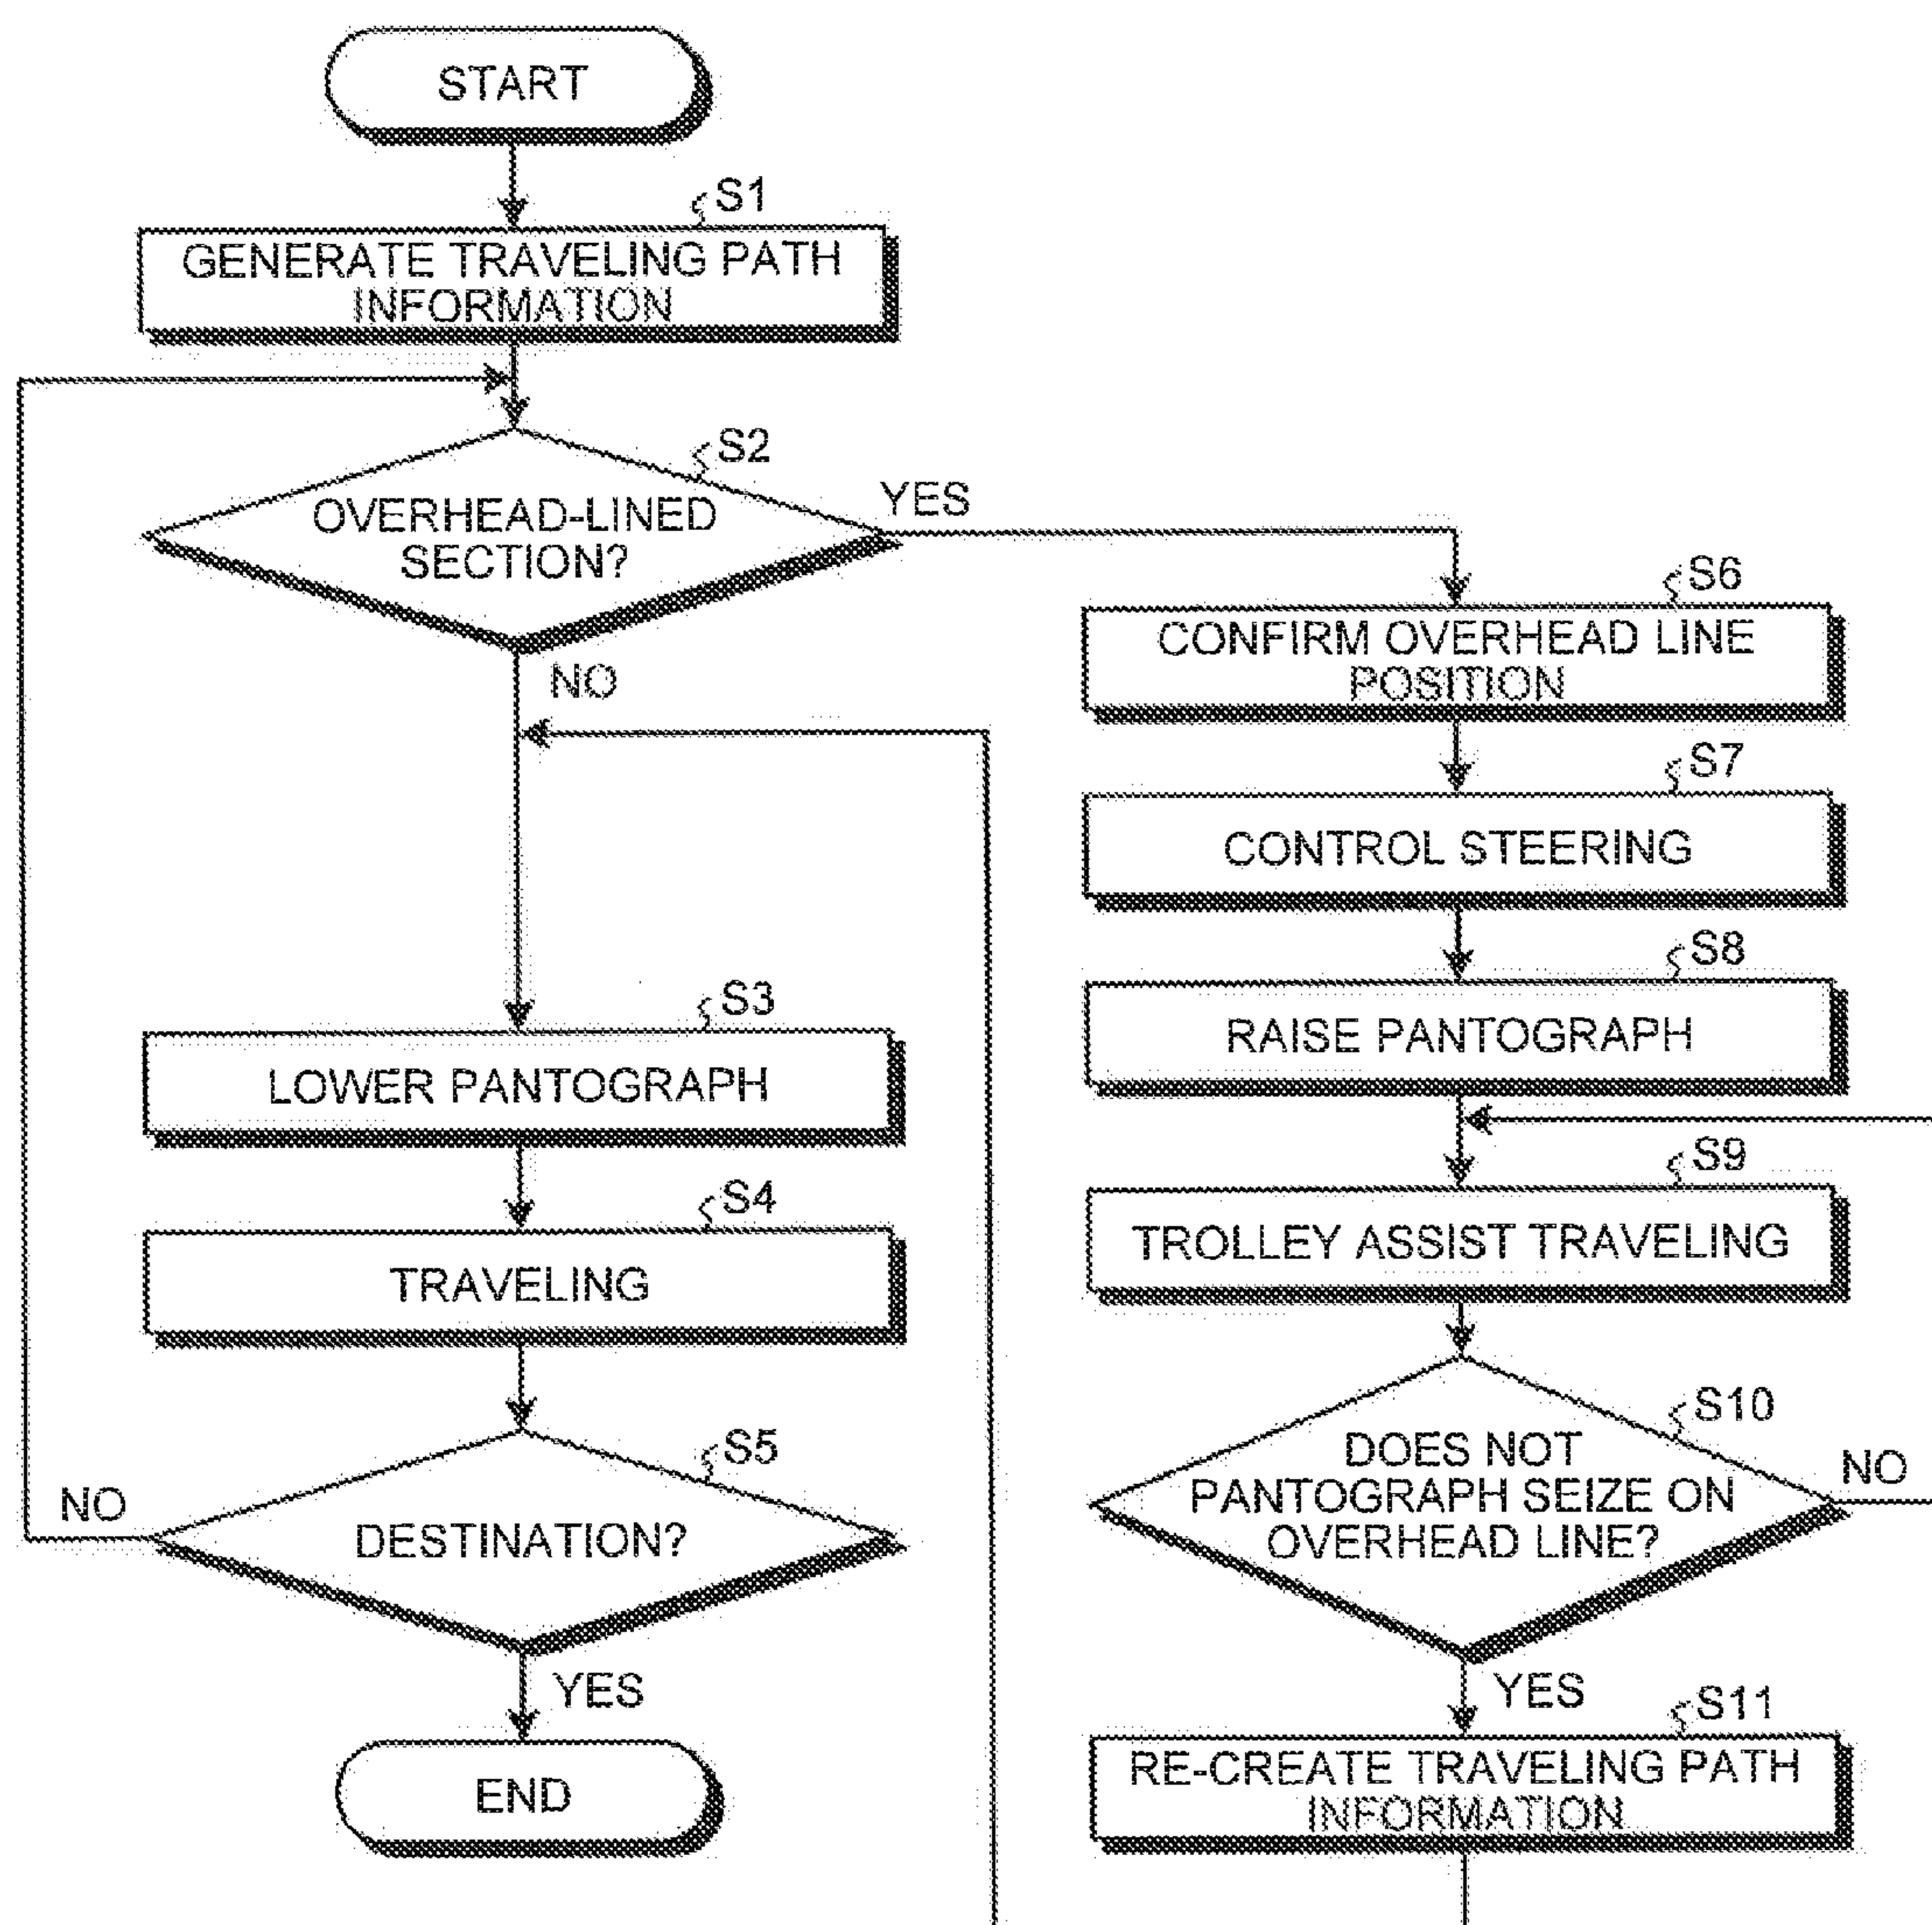 START
S1
GENERATE TRAVELING PATH
INFORMATION
S2
OVERHEAD-LINED
SECTION?
YES
NO
S3
LOWER PANTOGRAPH
S4
TRAVELING
S5
DESTINATION?
NO
YES
END
S6
CONFIRM OVERHEAD LINE
POSITION
S7
CONTROL STEERING
S8
RAISE PANTOGRAPH
S9
TROLLEY ASSIST TRAVELING
S10
DOES NOT
PANTOGRAPH SEIZE ON
OVERHEAD LINE?
NO
YES
S11
RE-CREATE TRAVELING PATH
INFORMATION